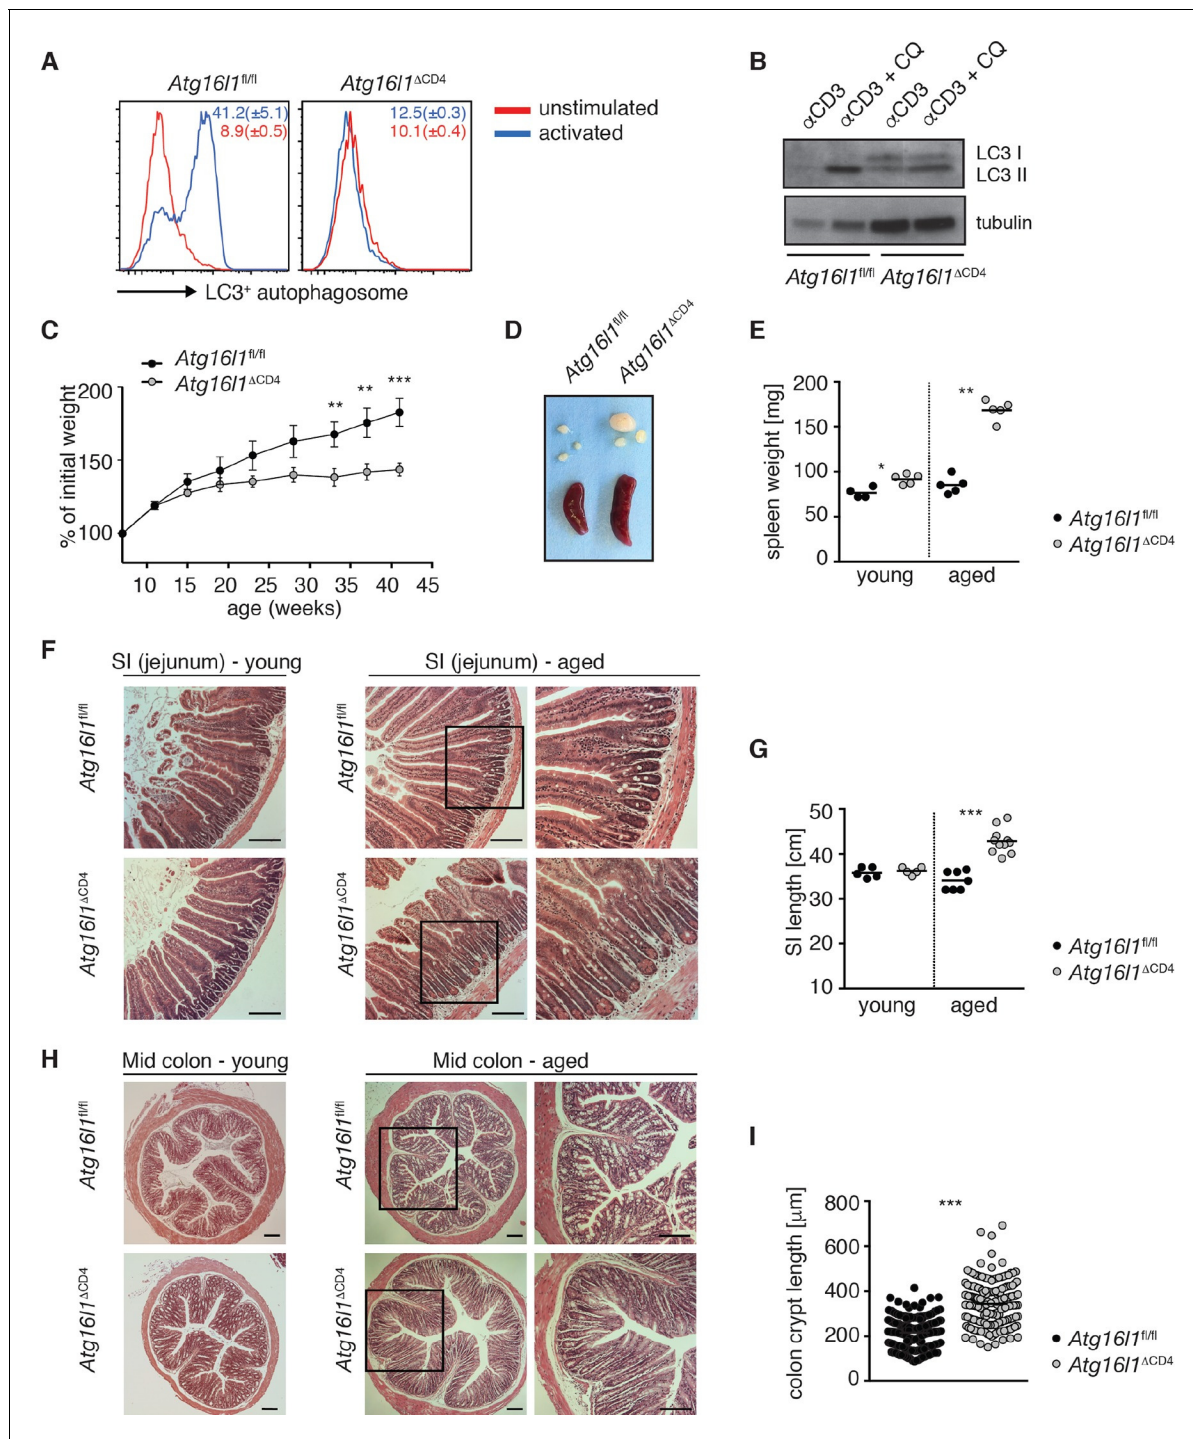 A
Atg16l1fl/fl
Atg16l1ΔCD4
41.2(±5.1)
8.9(±0.5)
12.5(±0.3)
10.1(±0.4)
unstimulated
activated
LC3+ autophagosome
B
αCD3
αCD3 + CQ
αCD3
αCD3 + CQ
LC3 I
LC3 II
tubulin
Atg16l1fl/fl
Atg16l1ΔCD4
C
Atg16l1fl/fl
Atg16l1ΔCD4
% of initial weight
200
150
100
**
**
***
10 15 19 25 30 35 40 45
age (weeks)
D
Atg16l1fl/fl
Atg16l1ΔCD4
E
spleen weight [mg]
200
150
100
50
0
*
**
young
aged
Atg16l1fl/fl
Atg16l1ΔCD4
F
SI (jejunum) - young
SI (jejunum) - aged
Atg16l1fl/fl
Atg16l1fl/fl
Atg16l1ΔCD4
Atg16l1ΔCD4
G
SI length [cm]
50
40
30
20
10
***
young
aged
Atg16l1fl/fl
Atg16l1ΔCD4
H
Mid colon - young
Mid colon - aged
Atg16l1fl/fl
Atg16l1fl/fl
Atg16l1ΔCD4
Atg16l1ΔCD4
I
colon crypt length [µm]
800
600
400
200
0
***
Atg16l1fl/fl
Atg16l1ΔCD4